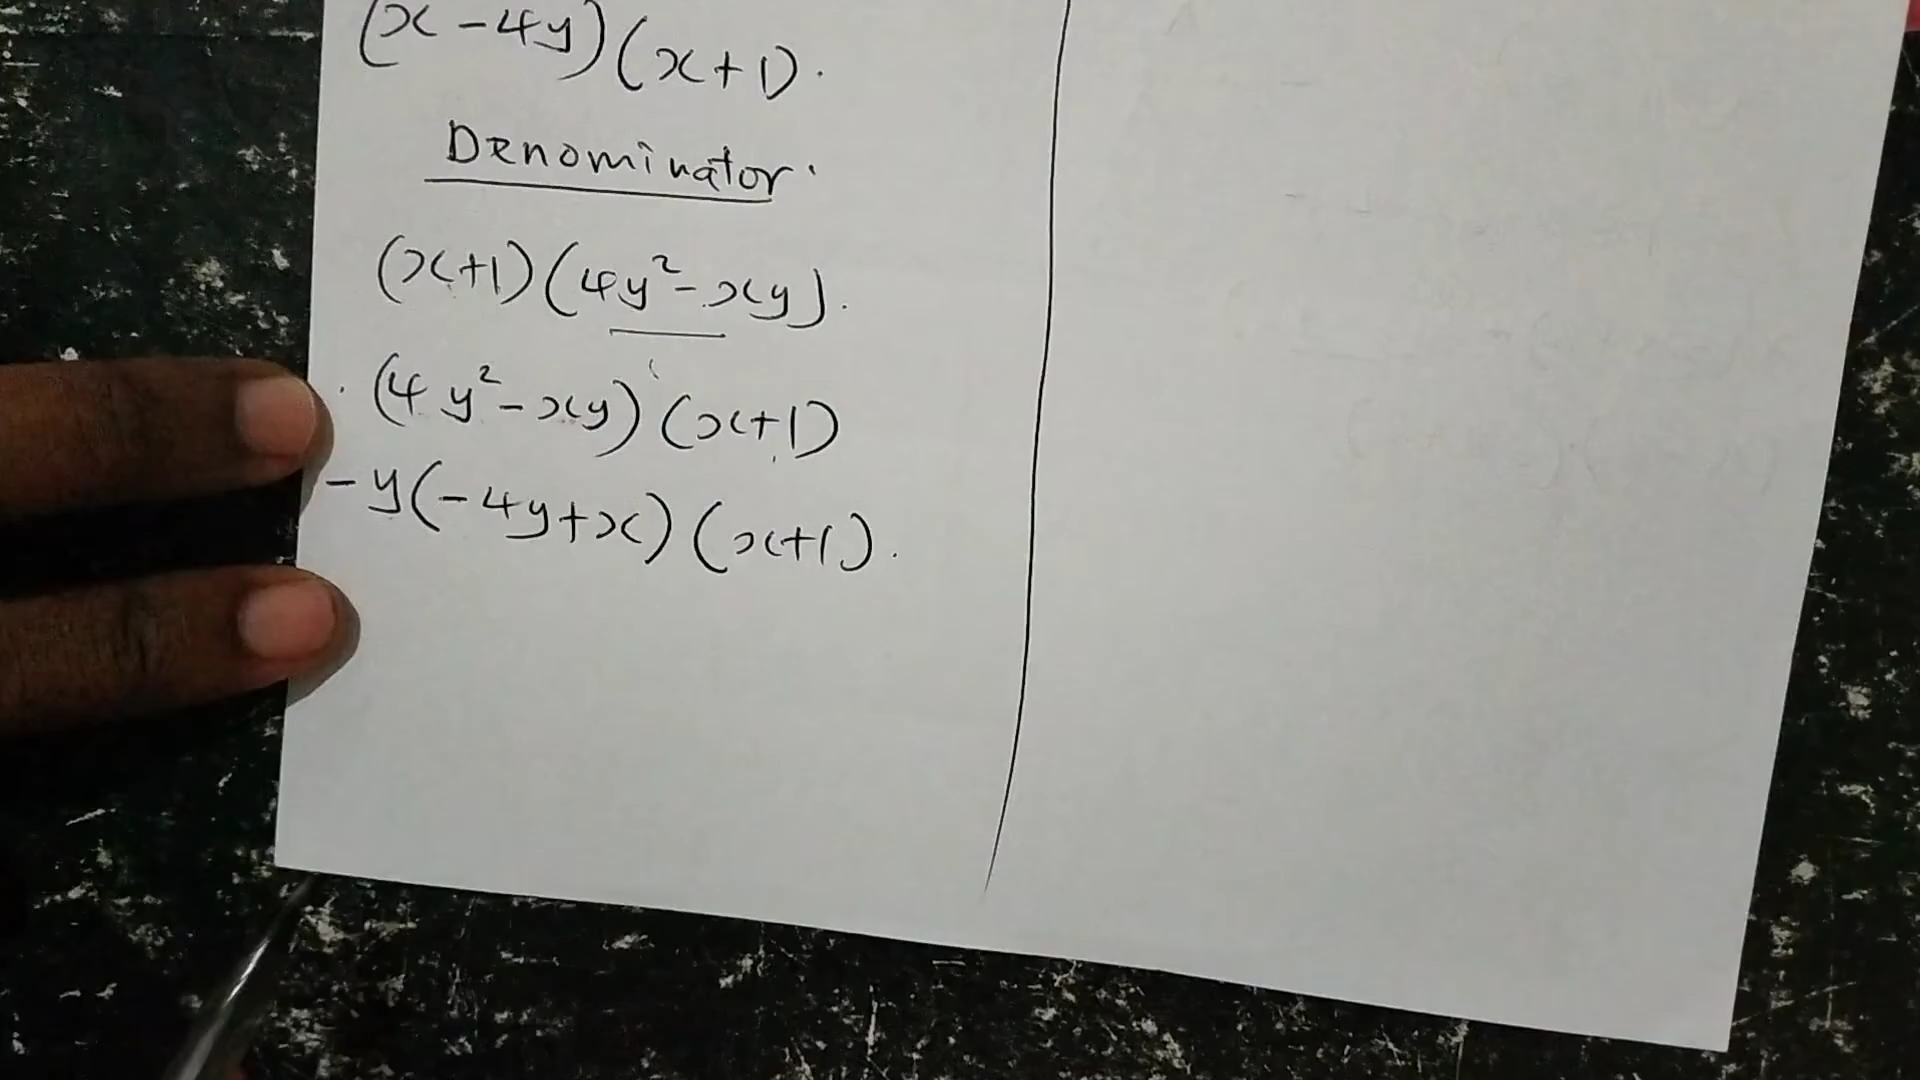 (x - 4y)(x+1).
Denominator.
(x+1)(4y²-xy).
(4y²-xy)(x+1)
-y(-4y+x)(x+1).